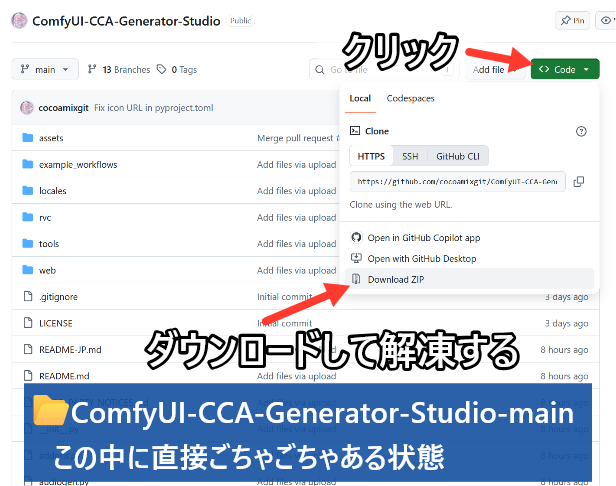 ComfyUI-CCA-Generator-Studio Public
Pin
クリック
main
13 Branches
0 Tags
Go to file
Add file
Code
cocoamixgit Fix icon URL in pyproject.toml
Local
Codespaces
Clone
HTTPS
SSH
GitHub CLI
https://github.com/cocoamixgit/ComfyUI-CCA-Gene
Clone using the web URL.
Open in GitHub Copilot app
Open with GitHub Desktop
Download ZIP
assets Merge pull request #
example_workflows Add files via upload
locales Add files via upload
rvc Add files via upload
tools Add files via upload
web Add files via upload
.gitignore Initial commit 3 days ago
LICENSE Initial commit 3 days ago
ダウンロードして解凍する
README-JP.md 8 hours ago
README.md Add files via upload 8 hours ago
ComfyUI-CCA-Generator-Studio-main
この中に直接ごちゃごちゃある状態